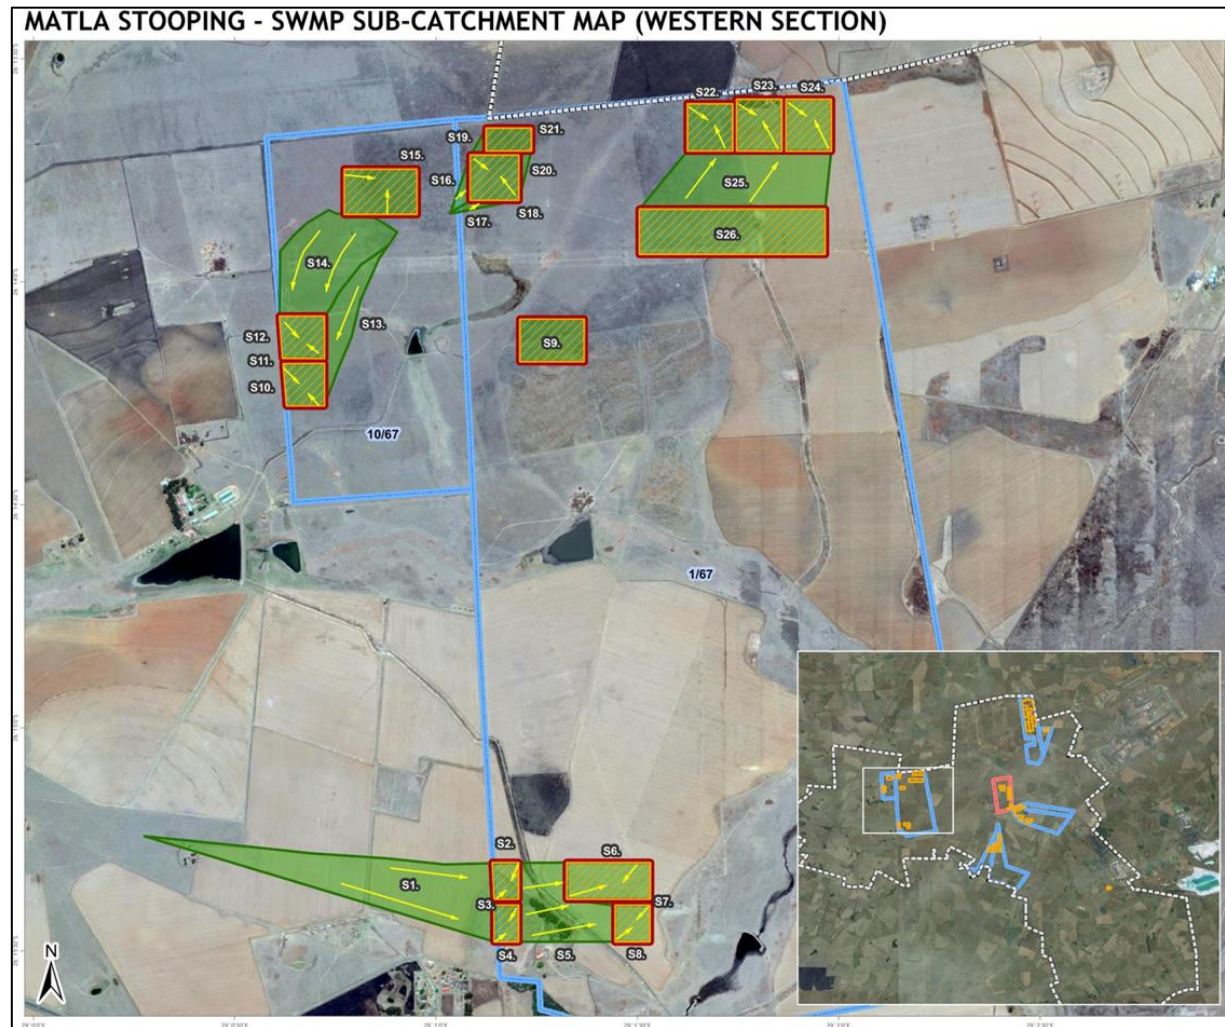 MATLA STOOPING - SWMP SUB-CATCHMENT MAP (WESTERN SECTION)
S22.
S23.
S24.
S19.
S21.
S15.
S16.
S20.
S25.
S17.
S18.
S26.
S14.
S12.
S13.
S9.
S11.
S10.
10/67
1/67
S2.
S6.
S1.
S3.
S7.
S4.
S5.
S8.
N